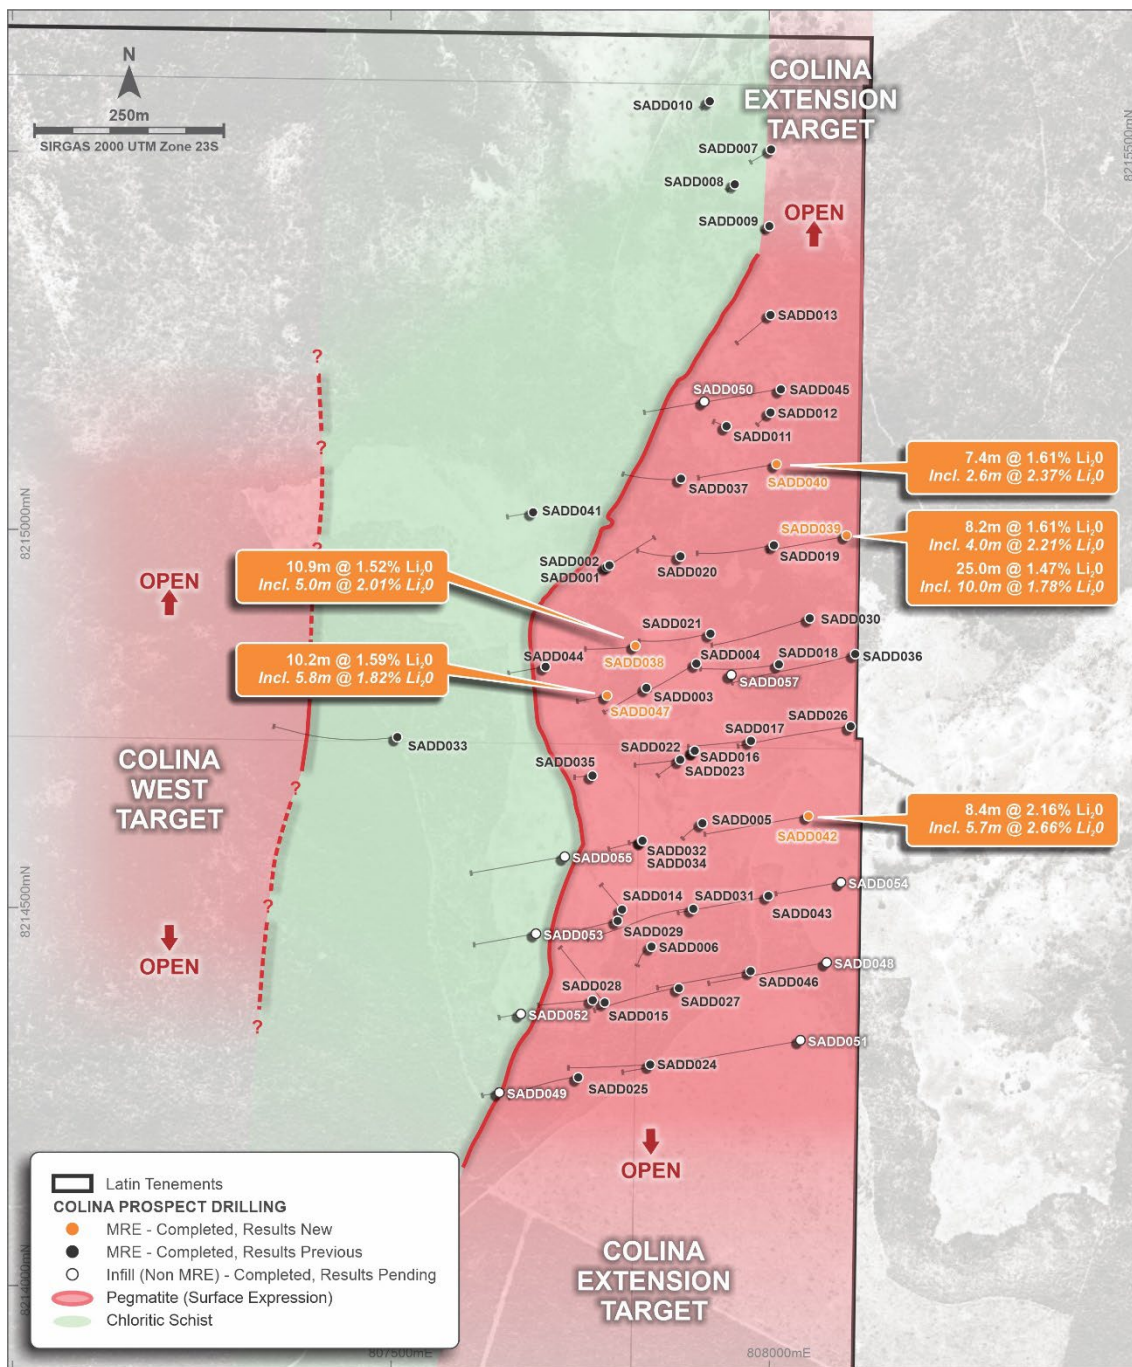 COLINA
EXTENSION
TARGET
N
250m
SIRGAS 2000 UTM Zone 23S
8215500mN
SADD010
SADD007
SADD008
SADD009
OPEN
SADD013
?
SADD050
SADD045
SADD012
SADD011
?
7.4m @ 1.61% Li₂0
Incl. 2.6m @ 2.37% Li₂0
SADD037
SADD040
SADD041
8215000mN
SADD039
8.2m @ 1.61% Li₂0
Incl. 4.0m @ 2.21% Li₂0
25.0m @ 1.47% Li₂0
Incl. 10.0m @ 1.78% Li₂0
?
SADD019
SADD002
SADD001
SADD020
10.9m @ 1.52% Li₂0
Incl. 5.0m @ 2.01% Li₂0
OPEN
SADD021
SADD030
SADD038
SADD004
SADD018
SADD036
SADD044
10.2m @ 1.59% Li₂0
Incl. 5.8m @ 1.82% Li₂0
SADD057
SADD003
SADD047
SADD026
SADD017
SADD033
SADD022
SADD016
SADD023
SADD035
COLINA
WEST
TARGET
?
8.4m @ 2.16% Li₂0
Incl. 5.7m @ 2.66% Li₂0
SADD005
SADD042
SADD032
SADD034
SADD055
SADD054
8214500mN
?
SADD014
SADD031
SADD043
SADD053
SADD029
SADD006
OPEN
SADD048
SADD046
SADD028
SADD027
SADD015
SADD052
?
SADD051
SADD024
SADD025
SADD049
OPEN
COLINA
EXTENSION
TARGET
Latin Tenements
COLINA PROSPECT DRILLING
MRE - Completed, Results New
MRE - Completed, Results Previous
Infill (Non MRE) - Completed, Results Pending
Pegmatite (Surface Expression)
Chloritic Schist
8214000mN
807500mE
808000mE